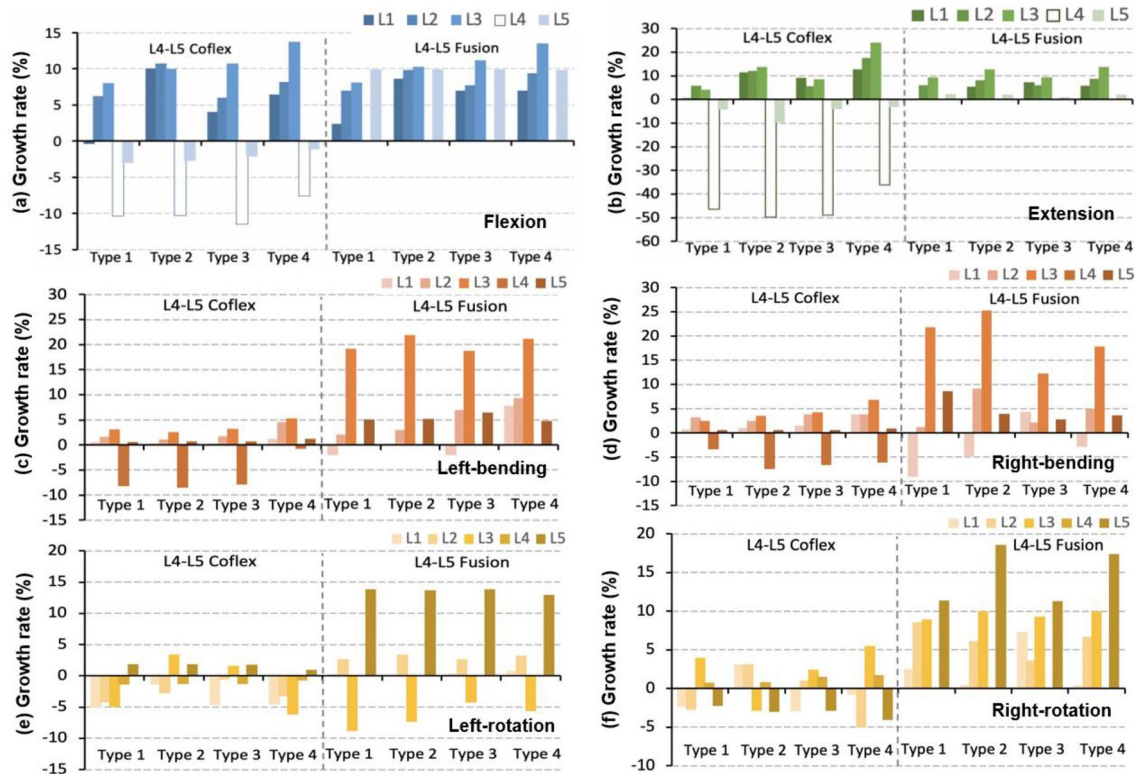 L1 L2 L3 L4 L5
L4-L5 Coflex L4-L5 Fusion
(a) Growth rate (%)
15
10
5
0
-5
-10
-15
Flexion
Type 1 Type 2 Type 3 Type 4 Type 1 Type 2 Type 3 Type 4
L1 L2 L3 L4 L5
L4-L5 Coflex L4-L5 Fusion
(b) Growth rate (%)
30
20
10
0
-10
-20
-30
-40
-50
-60
Extension
Type 1 Type 2 Type 3 Type 4 Type 1 Type 2 Type 3 Type 4
L1 L2 L3 L4 L5
L4-L5 Coflex L4-L5 Fusion
(c) Growth rate (%)
30
25
20
15
10
5
0
-5
-10
-15
Left-bending
Type 1 Type 2 Type 3 Type 4 Type 1 Type 2 Type 3 Type 4
L1 L2 L3 L4 L5
L4-L5 Coflex L4-L5 Fusion
(d) Growth rate (%)
30
25
20
15
10
5
0
-5
-10
-15
Right-bending
Type 1 Type 2 Type 3 Type 4 Type 1 Type 2 Type 3 Type 4
L1 L2 L3 L4 L5
L4-L5 Coflex L4-L5 Fusion
(e) Growth rate (%)
20
15
10
5
0
-5
-10
-15
Left-rotation
Type 1 Type 2 Type 3 Type 4 Type 1 Type 2 Type 3 Type 4
L1 L2 L3 L4 L5
L4-L5 Coflex L4-L5 Fusion
(f) Growth rate (%)
20
15
10
5
0
-5
-10
Right-rotation
Type 1 Type 2 Type 3 Type 4 Type 1 Type 2 Type 3 Type 4